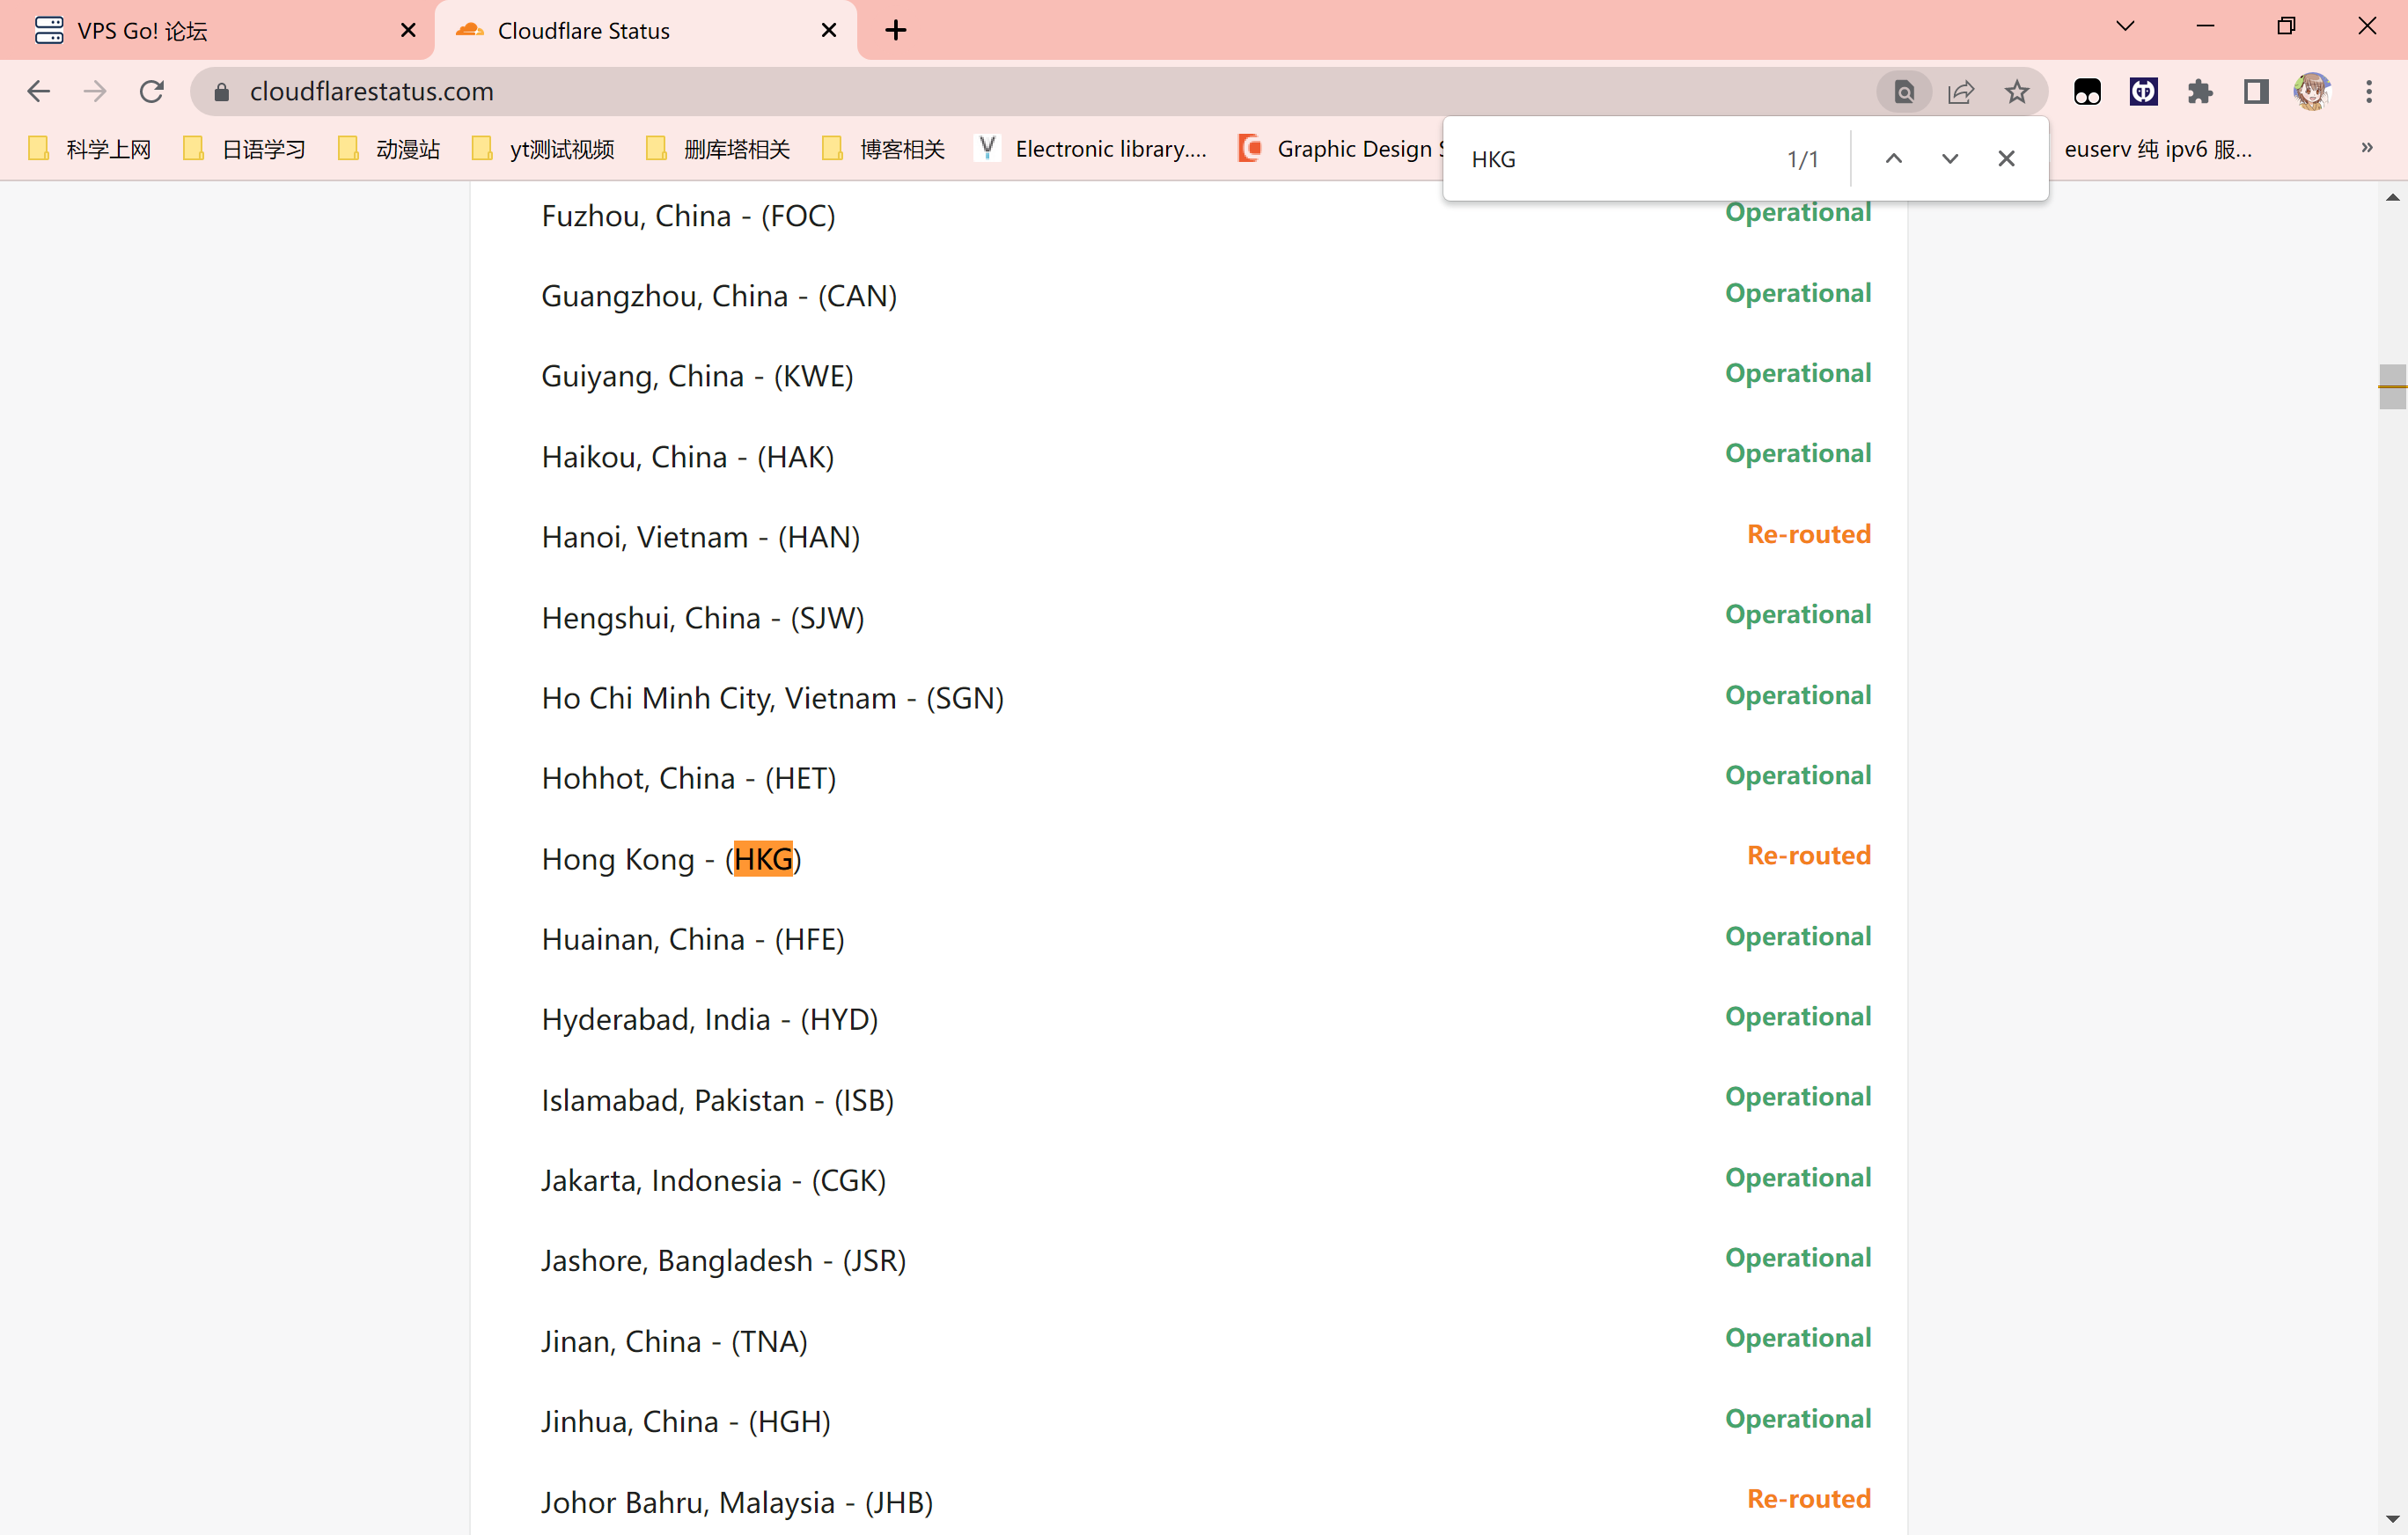 VPS Go! 论坛
Cloudflare Status
cloudflarestatus.com
科学上网 日语学习 动漫站 yt测试视频 删库塔相关 博客相关 Electronic library.... Graphic Design euserv 纯 ipv6 服...
HKG 1/1
Fuzhou, China - (FOC) Operational
Guangzhou, China - (CAN) Operational
Guiyang, China - (KWE) Operational
Haikou, China - (HAK) Operational
Hanoi, Vietnam - (HAN) Re-routed
Hengshui, China - (SJW) Operational
Ho Chi Minh City, Vietnam - (SGN) Operational
Hohhot, China - (HET) Operational
Hong Kong - (HKG) Re-routed
Huainan, China - (HFE) Operational
Hyderabad, India - (HYD) Operational
Islamabad, Pakistan - (ISB) Operational
Jakarta, Indonesia - (CGK) Operational
Jashore, Bangladesh - (JSR) Operational
Jinan, China - (TNA) Operational
Jinhua, China - (HGH) Operational
Johor Bahru, Malaysia - (JHB) Re-routed